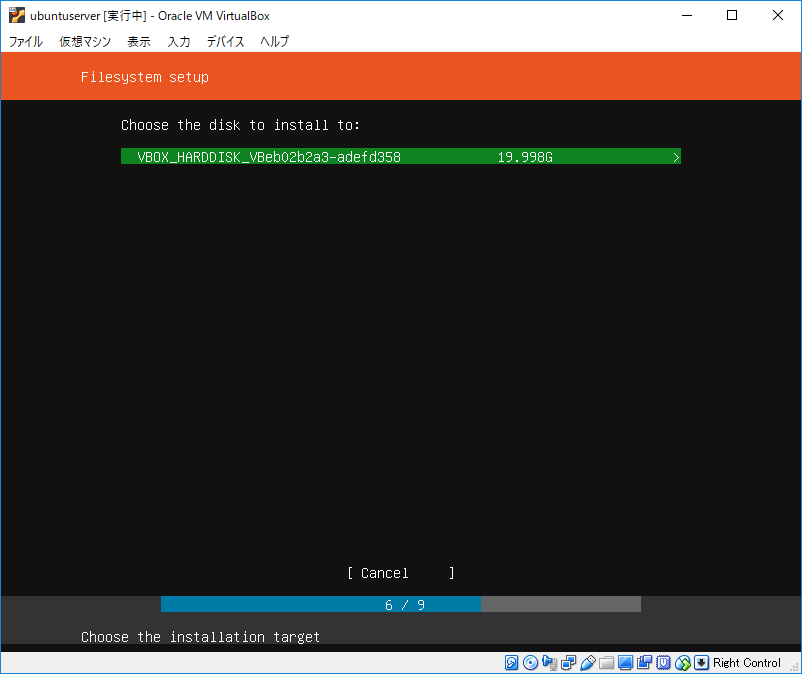 ubuntuserver [実行中] - Oracle VM VirtualBox
ファイル 仮想マシン 表示 入力 デバイス ヘルプ
Filesystem setup
Choose the disk to install to:
VBOX_HARDDISK_VBeb02b2a3-adefd358 19.998G >
[ Cancel ]
6 / 9
Choose the installation target
Right Control